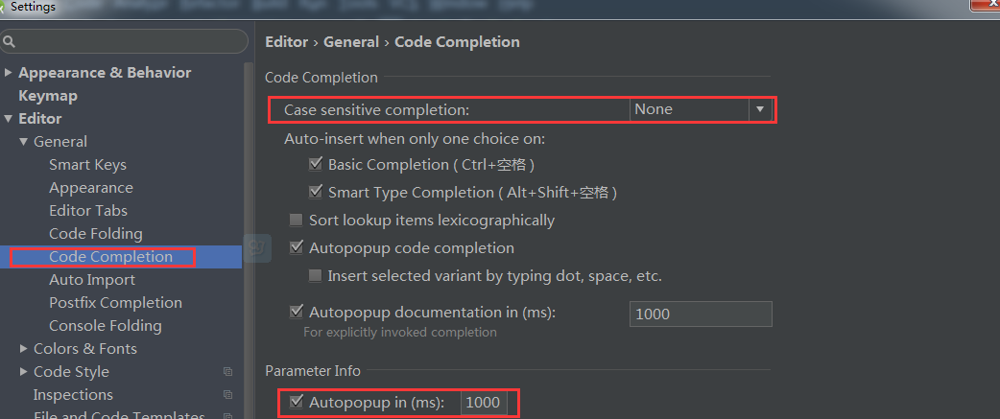 Settings
Editor › General › Code Completion
Appearance & Behavior
Keymap
Editor
General
Smart Keys
Appearance
Editor Tabs
Code Folding
Code Completion
Auto Import
Postfix Completion
Console Folding
Colors & Fonts
Code Style
Inspections
File and Code Templates
Code Completion
Case sensitive completion: None
Auto-insert when only one choice on:
Basic Completion ( Ctrl+空格 )
Smart Type Completion ( Alt+Shift+空格 )
Sort lookup items lexicographically
Autopopup code completion
Insert selected variant by typing dot, space, etc.
Autopopup documentation in (ms): 1000
For explicitly invoked completion
Parameter Info
Autopopup in (ms): 1000